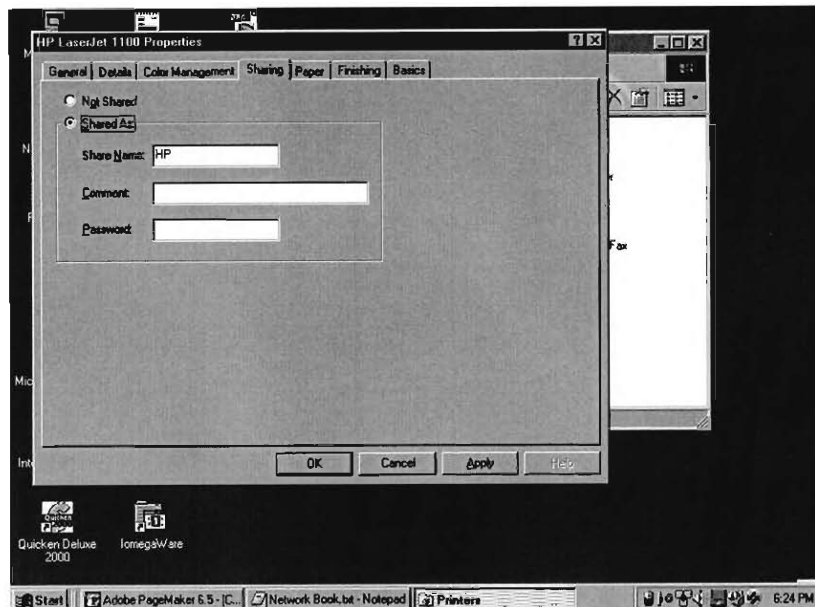 HP LaserJet 1100 Properties
General Details Color Management Sharing Paper Finishing Basics
Not Shared
Shared As:
Share Name: HP
Comment:
Password:
Fax
Mic
Int
OK Cancel Apply Help
Quicken Deluxe 2000
IomegaWare
Start Adobe PageMaker 6.5 - [C... Network Book.txt - Notepad Printers 6:24 PM